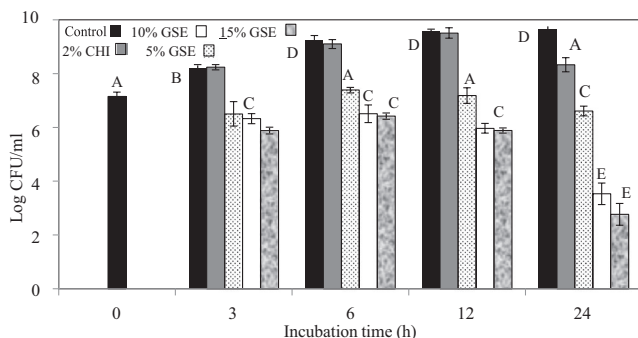 Control 10% GSE 15% GSE
2% CHI 5% GSE
10
8
6
4
2
0
Log CFU/ml
A
B
C
D
A
C
C
D
A
C
D
A
E
E
0 3 6 12 24
Incubation time (h)